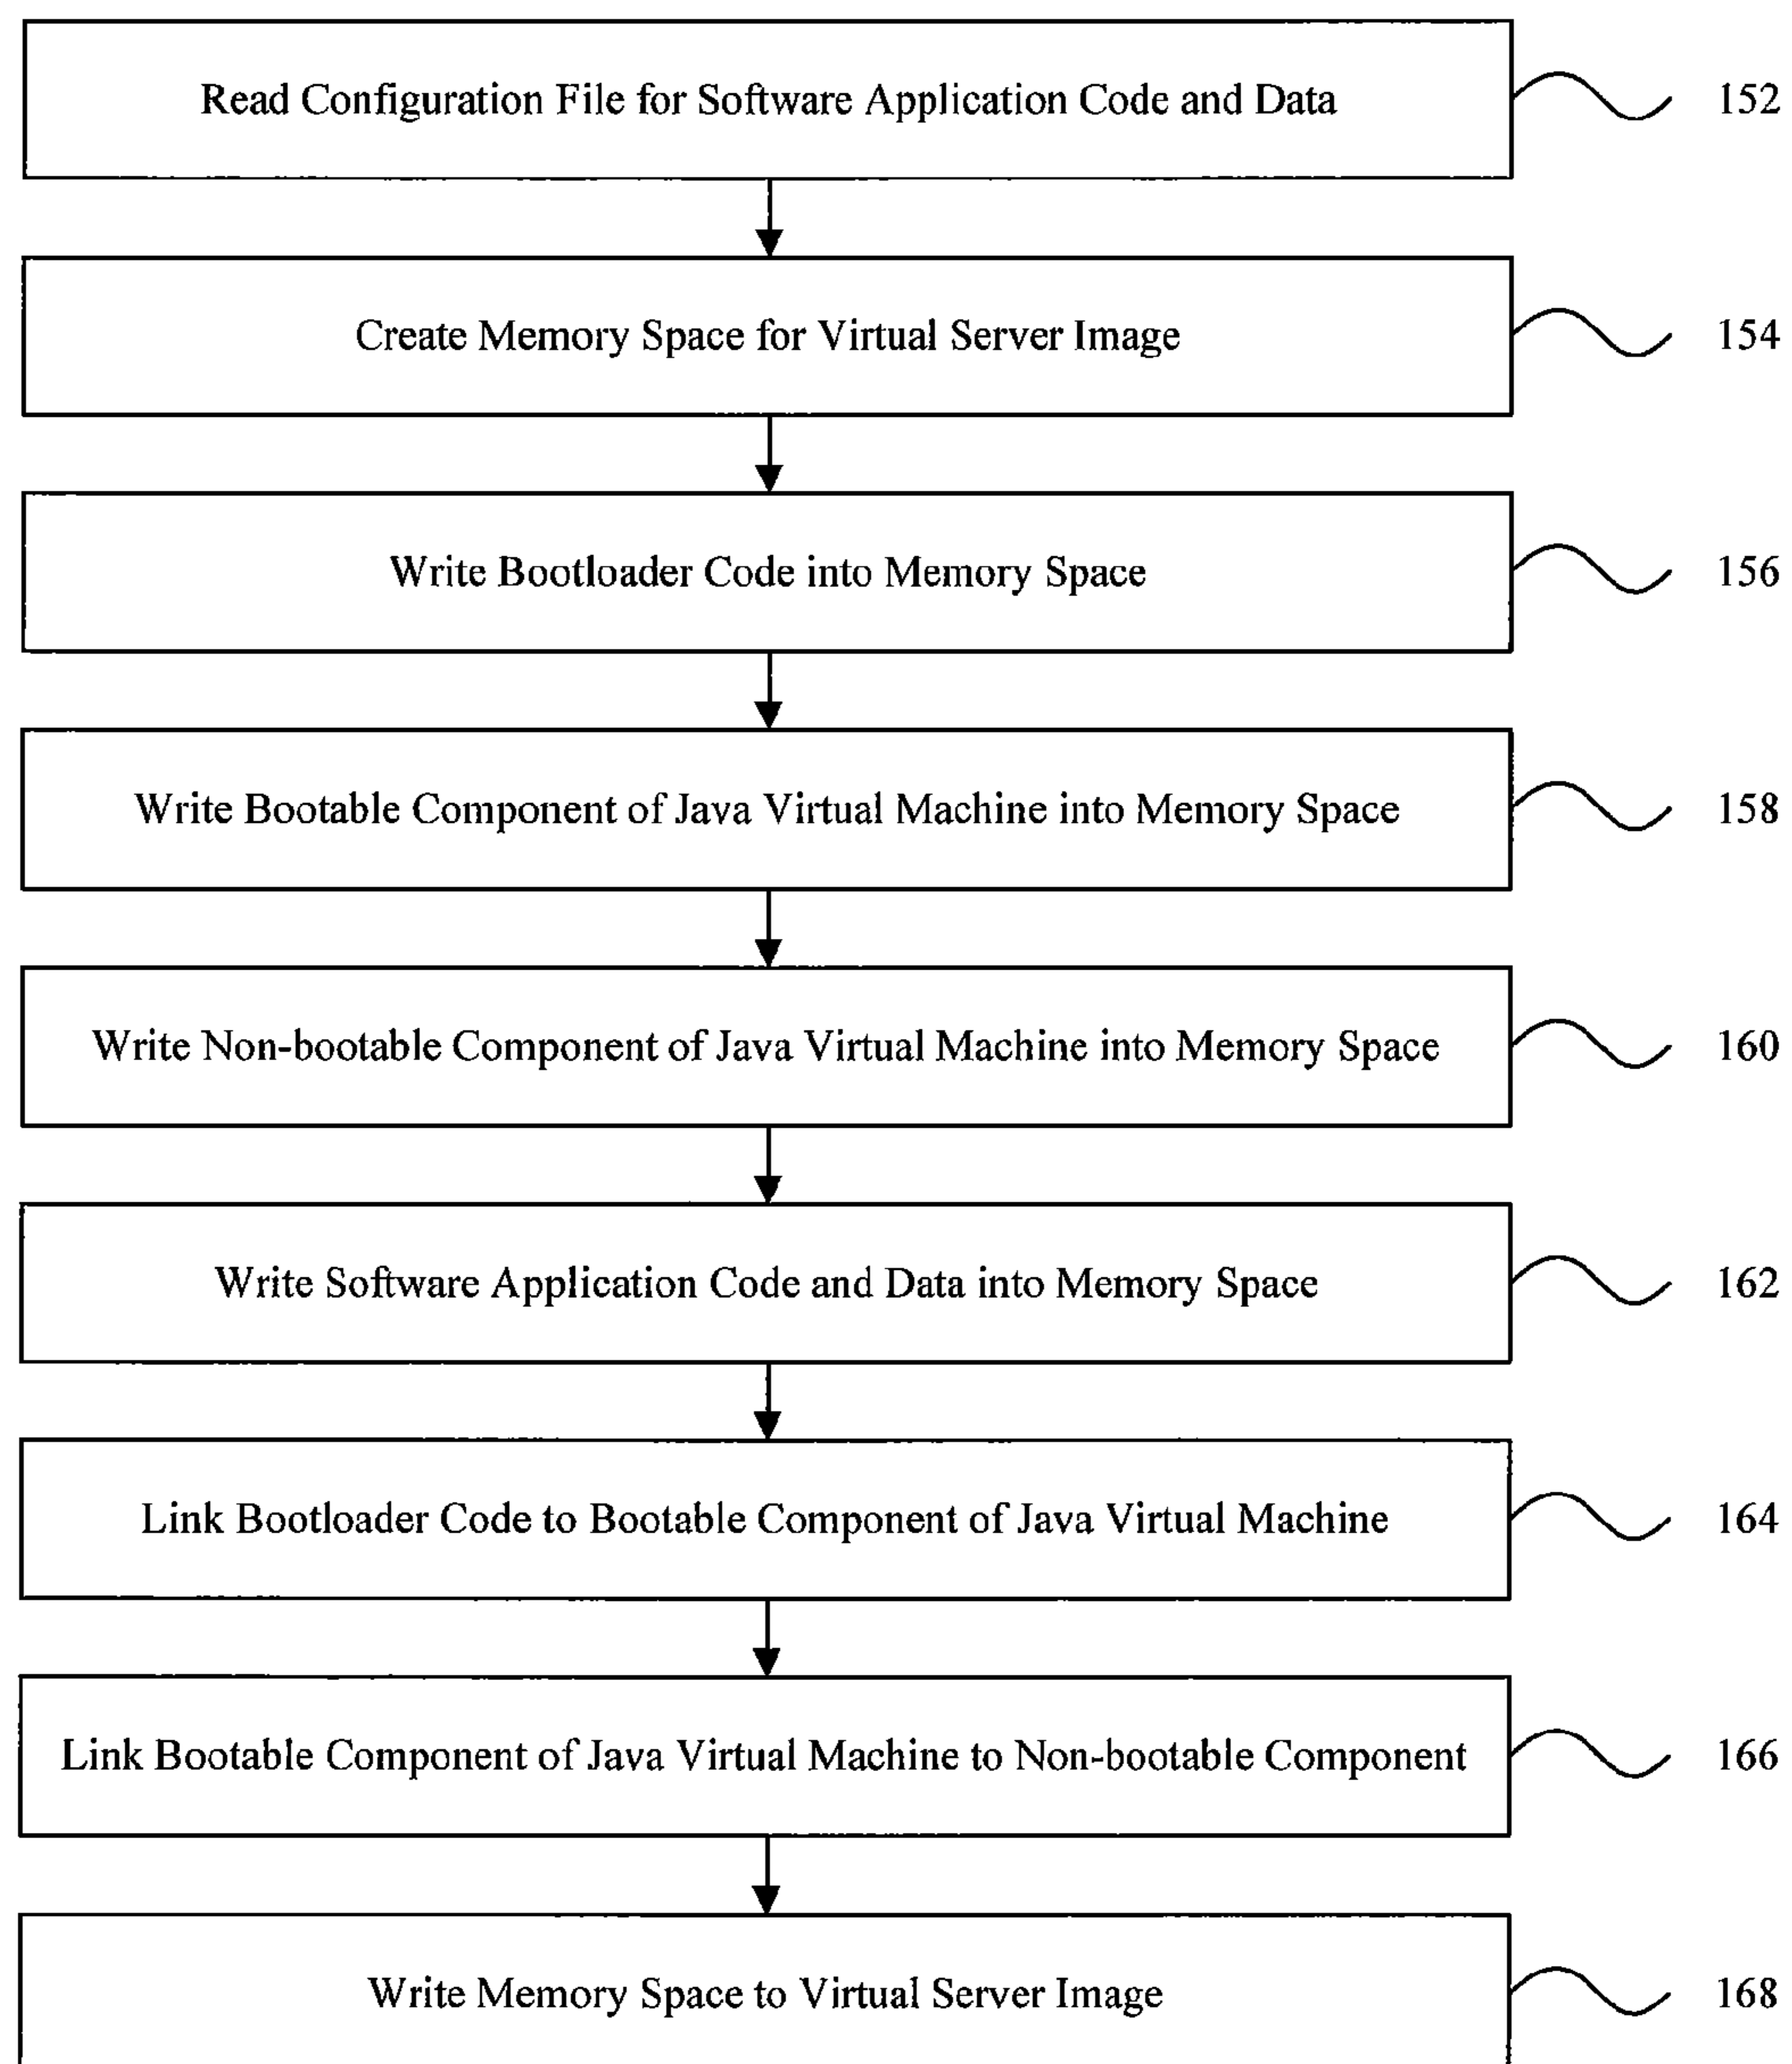 Read Configuration File for Software Application Code and Data 152
Create Memory Space for Virtual Server Image 154
Write Bootloader Code into Memory Space 156
Write Bootable Component of Java Virtual Machine into Memory Space 158
Write Non-bootable Component of Java Virtual Machine into Memory Space 160
Write Software Application Code and Data into Memory Space 162
Link Bootloader Code to Bootable Component of Java Virtual Machine 164
Link Bootable Component of Java Virtual Machine to Non-bootable Component 166
Write Memory Space to Virtual Server Image 168